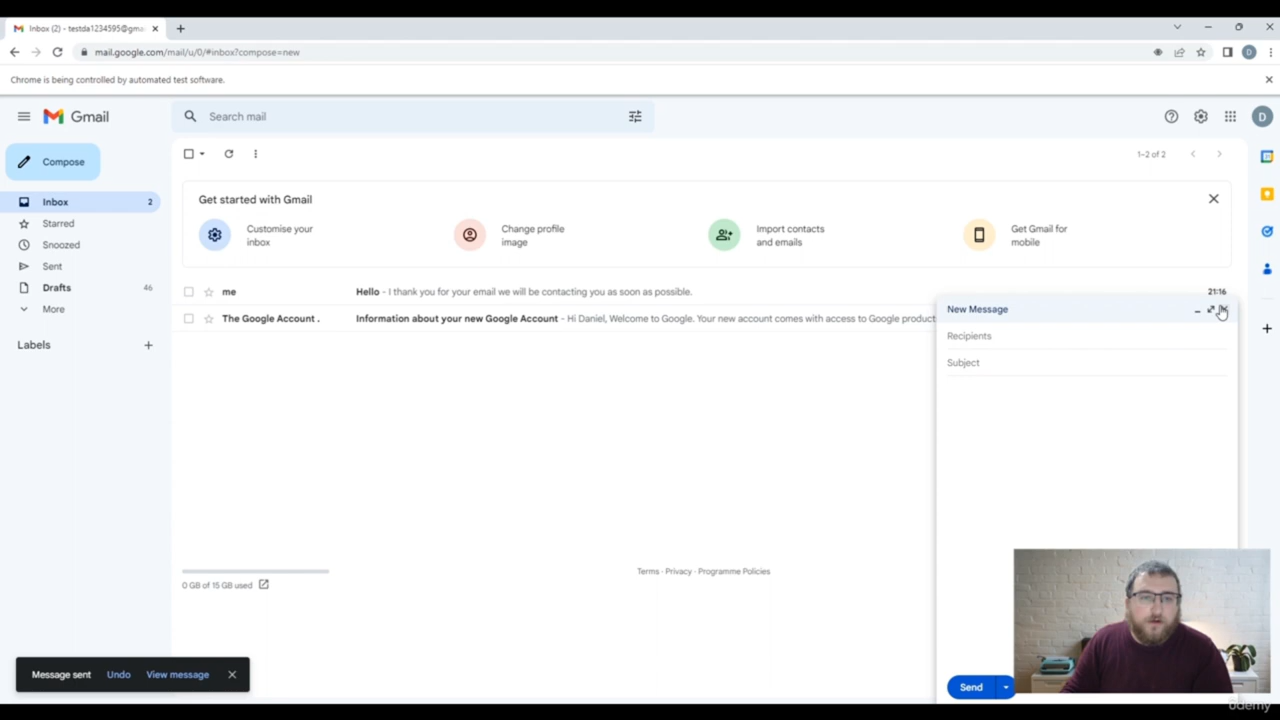 Inbox (2) - testda1234595@gma
mail.google.com/mail/u/0/#inbox?compose=new
D
Chrome is being controlled by automated test software.
Gmail
Search mail
D
Compose
1–2 of 2
Inbox 2
Starred
Snoozed
Sent
Drafts 46
More
Labels
Get started with Gmail
Customise your
inbox
Change profile
image
Import contacts
and emails
Get Gmail for
mobile
me Hello - I thank you for your email we will be contacting you as soon as possible. 21:16
The Google Account . Information about your new Google Account - Hi Daniel, Welcome to Google. Your new account comes with access to Google product
New Message
Recipients
Subject
Terms · Privacy · Programme Policies
0 GB of 15 GB used
Message sent Undo View message
Send
ûdemy